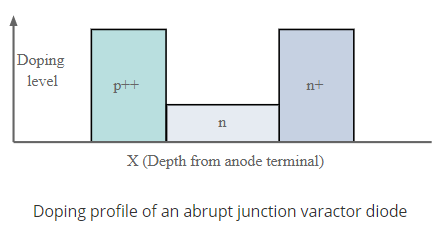 Doping
level
p++
n+
n
X (Depth from anode terminal)
Doping profile of an abrupt junction varactor diode